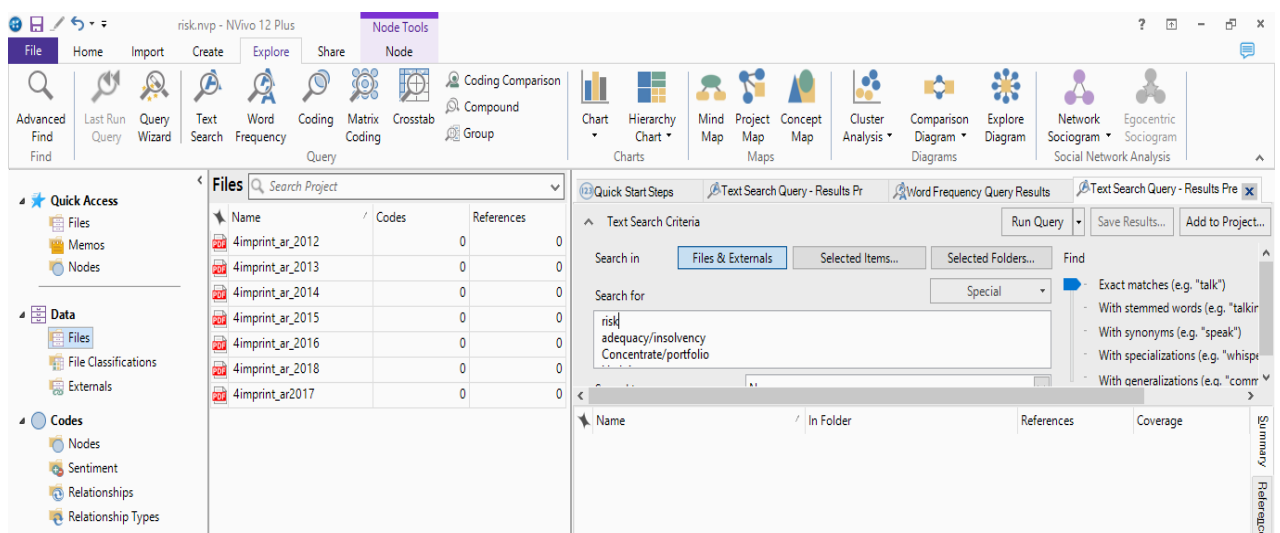 risk.nvp - NVivo 12 Plus
Node Tools
?
File
Home
Import
Create
Explore
Share
Node
Advanced Find
Last Run Query
Query Wizard
Text Search
Word Frequency
Coding
Matrix Coding
Crosstab
Coding Comparison
Compound
Group
Chart
Hierarchy Chart
Mind Map
Project Map
Concept Map
Cluster Analysis
Comparison Diagram
Explore Diagram
Network Sociogram
Egocentric Sociogram
Find
Query
Charts
Maps
Diagrams
Social Network Analysis
Quick Access
Files
Memos
Nodes
Data
Files
File Classifications
Externals
Codes
Nodes
Sentiment
Relationships
Relationship Types
Files
Search Project
Name Codes References
4imprint_ar_2012 0 0
4imprint_ar_2013 0 0
4imprint_ar_2014 0 0
4imprint_ar_2015 0 0
4imprint_ar_2016 0 0
4imprint_ar_2018 0 0
4imprint_ar2017 0 0
123 Quick Start Steps
Text Search Query - Results Pr
Word Frequency Query Results
Text Search Query - Results Pre
Text Search Criteria
Run Query
Save Results...
Add to Project...
Search in
Files & Externals
Selected Items...
Selected Folders...
Find
Search for
Special
risk
adequacy/insolvency
Concentrate/portfolio
Exact matches (e.g. "talk")
With stemmed words (e.g. "talkin
With synonyms (e.g. "speak")
With specializations (e.g. "whispe
With generalizations (e.g. "comm
Name In Folder References Coverage
Summary
Referenc